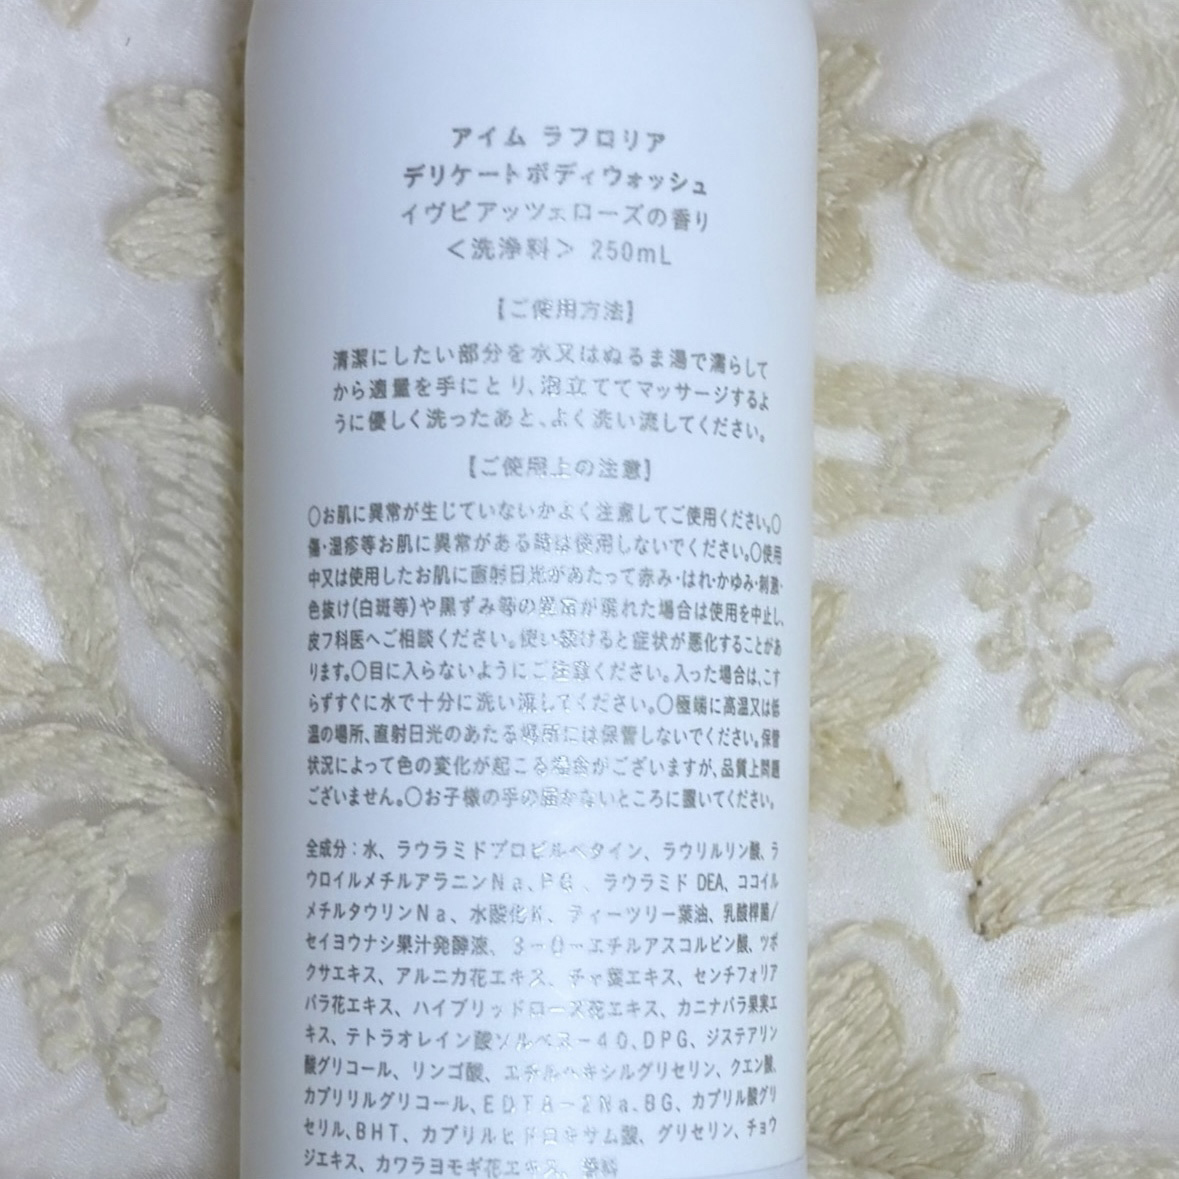 アイム ラフロリア
デリケートボディウォッシュ
イヴピアッツェローズの香り
＜洗浄料＞ 250mL
【ご使用方法】
清潔にしたい部分を水又はぬるま湯で濡らして
から適量を手にとり、泡立ててマッサージするよ
うに優しく洗ったあと、よく洗い流してください。
【ご使用上の注意】
〇お肌に異常が生じていないかよく注意してご使用ください。〇
傷・湿疹等お肌に異常がある時は使用しないでください。〇使用
中又は使用したお肌に直射日光があたって赤み・はれ・かゆみ・刺激・
色抜け(白斑等)や黒ずみ等の異常が現れた場合は使用を中止し、
皮フ科医へご相談ください。使い続けると症状が悪化することがあ
ります。〇目に入らないようにご注意ください。入った場合は、こす
らずすぐに水で十分に洗い流してください。〇極端に高温又は低
温の場所、直射日光のあたる場所には保管しないでください。保管
状況によって色の変化が起こる場合がございますが、品質上問題
ございません。〇お子様の手の届かないところに置いてください。
全成分：水、ラウラミドプロピルベタイン、ラウリルリン酸、ラ
ウロイルメチルアラニンNa、PG、ラウラミド DEA、ココイル
メチルタウリンNa、水酸化K、ティーツリー葉油、乳酸桿菌/
セイヨウナシ果汁発酵液、3-O-エチルアスコルビン酸、ツボ
クサエキス、アルニカ花エキス、チャ葉エキス、センチフォリア
バラ花エキス、ハイブリッドローズ花エキス、カニナバラ果実エ
キス、テトラオレイン酸ソルベス-40、DPG、ジステアリン
酸グリコール、リンゴ酸、エチルヘキシルグリセリン、クエン酸、
カプリリルグリコール、EDTA-2Na、BG、カプリル酸グリ
セリル、BHT、カプリルヒドロキサム酸、グリセリン、チョウ
ジエキス、カワラヨモギ花エキス、香料